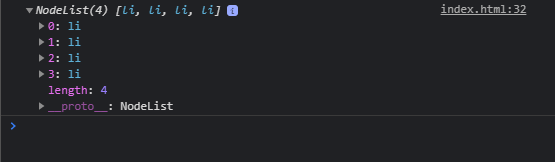 ▼NodeList(4) [li, li, li, li] i index.html:32
▶0: li
▶1: li
▶2: li
▶3: li
length: 4
▶__proto__: NodeList
>